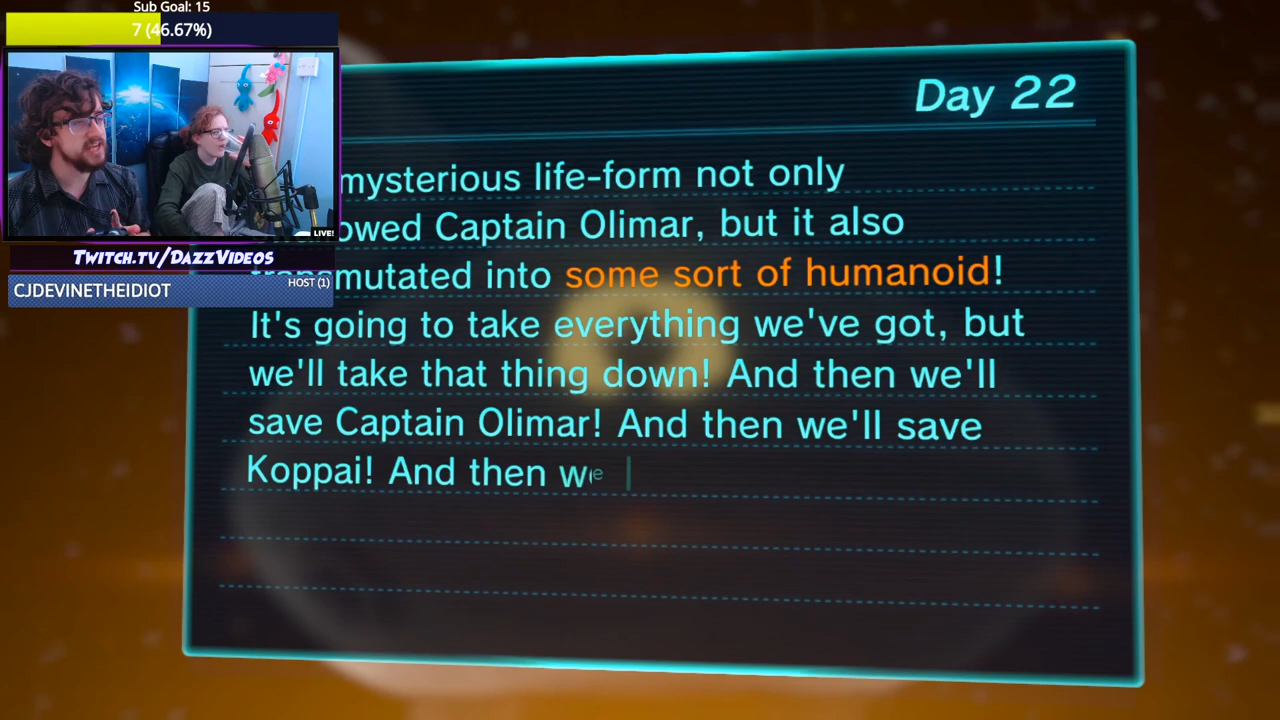 Sub Goal: 15
7 (46.67%)
LIVE!
Twitch.tv/DazzVideos
CJDEVINETHEIDIOT
HOST (1)
Day 22
mysterious life-form not only
Captain Olimar, but it also
into some sort of humanoid!
It's going to take everything we've got, but
we'll take that thing down! And then we'll
save Captain Olimar! And then we'll save
Koppai! And then we